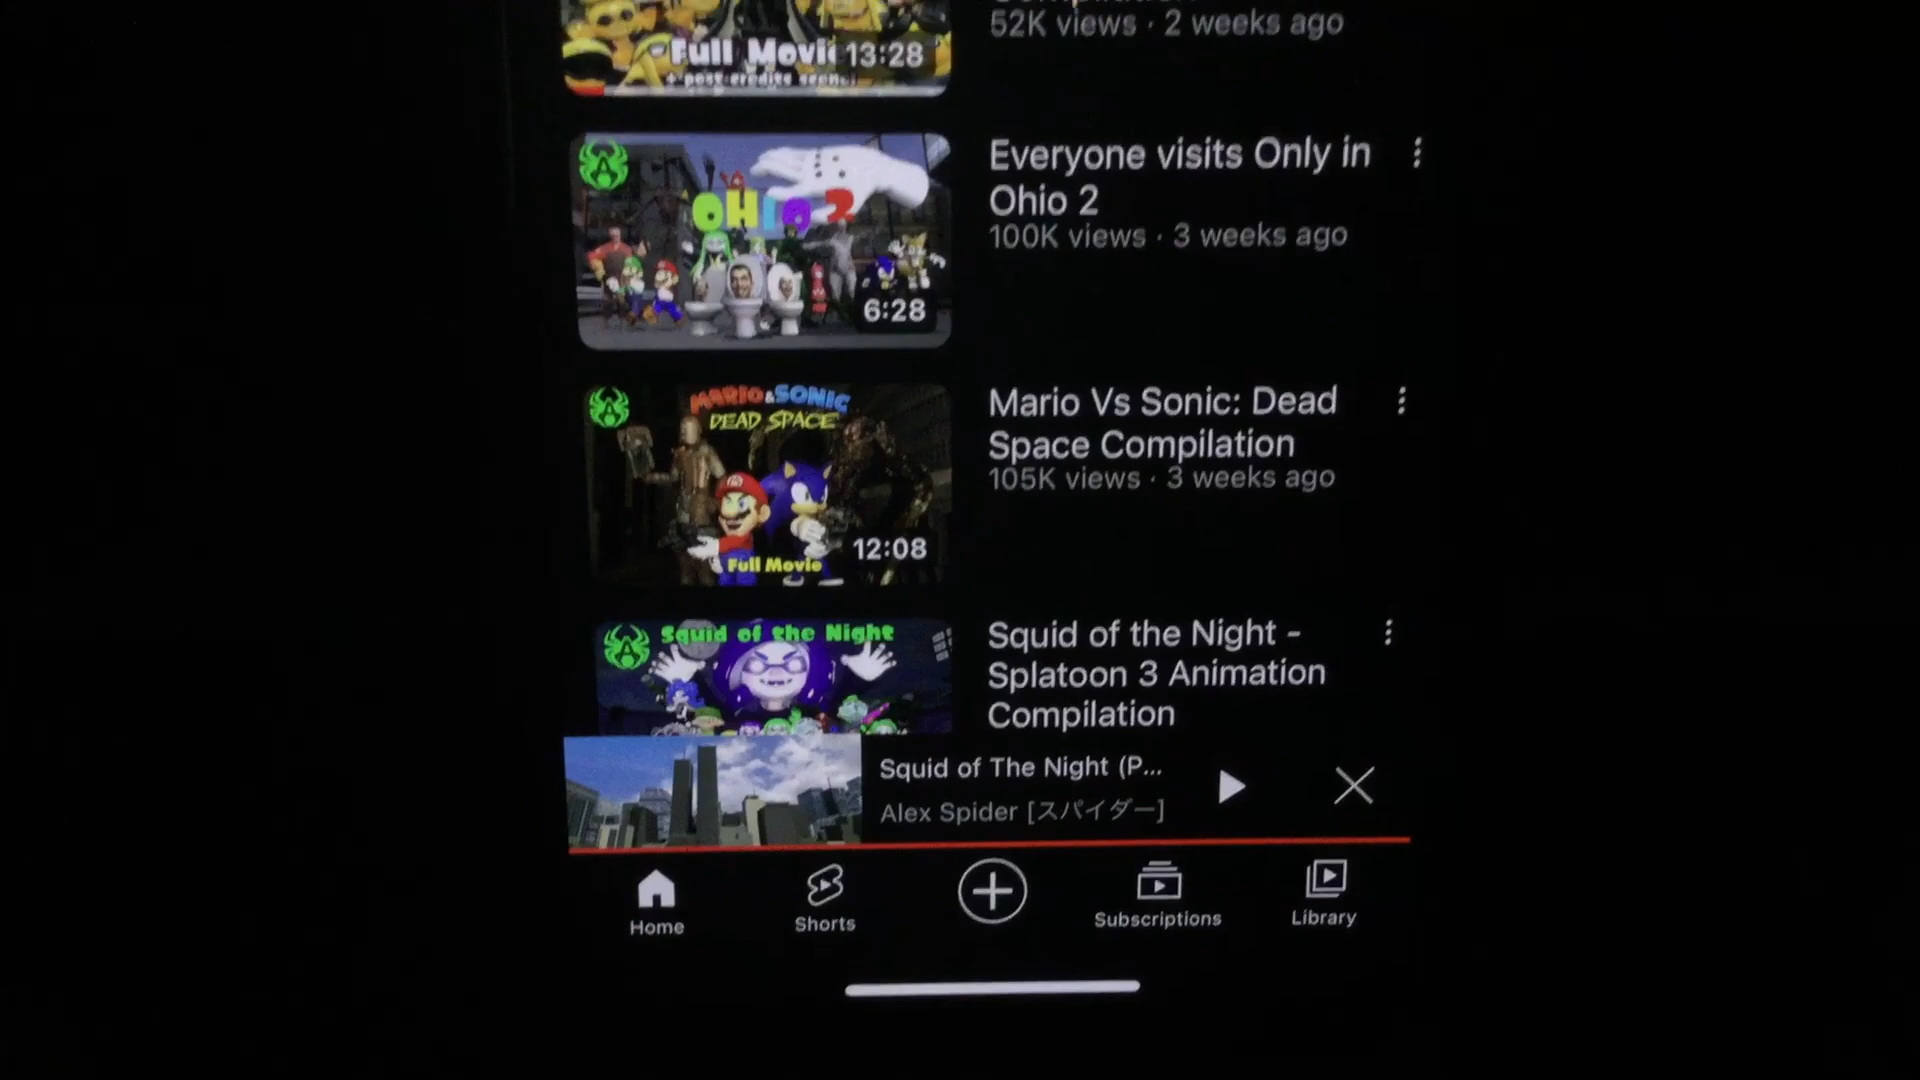 52K views · 2 weeks ago
Full Movi
13:28
+ post credits scene!
Everyone visits Only in
Ohio 2
100K views · 3 weeks ago
A
OHIO 2
6:28
Mario Vs Sonic: Dead
Space Compilation
105K views · 3 weeks ago
A
MARIO & SONIC
DEAD SPACE
Full Movie
12:08
Squid of the Night -
Splatoon 3 Animation
Compilation
A
Squid of the Night
Squid of The Night (P...
Alex Spider [スパイダー]
Home
Shorts
Subscriptions
Library